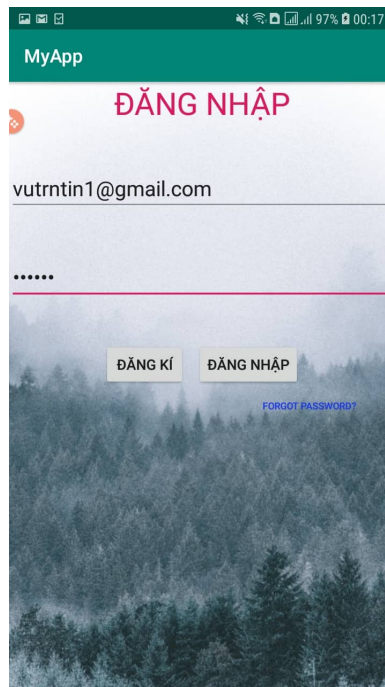 97% 00:17
MyApp
ĐĂNG NHẬP
vutrntin1@gmail.com
••••••
ĐĂNG KÍ ĐĂNG NHẬP
FORGOT PASSWORD?